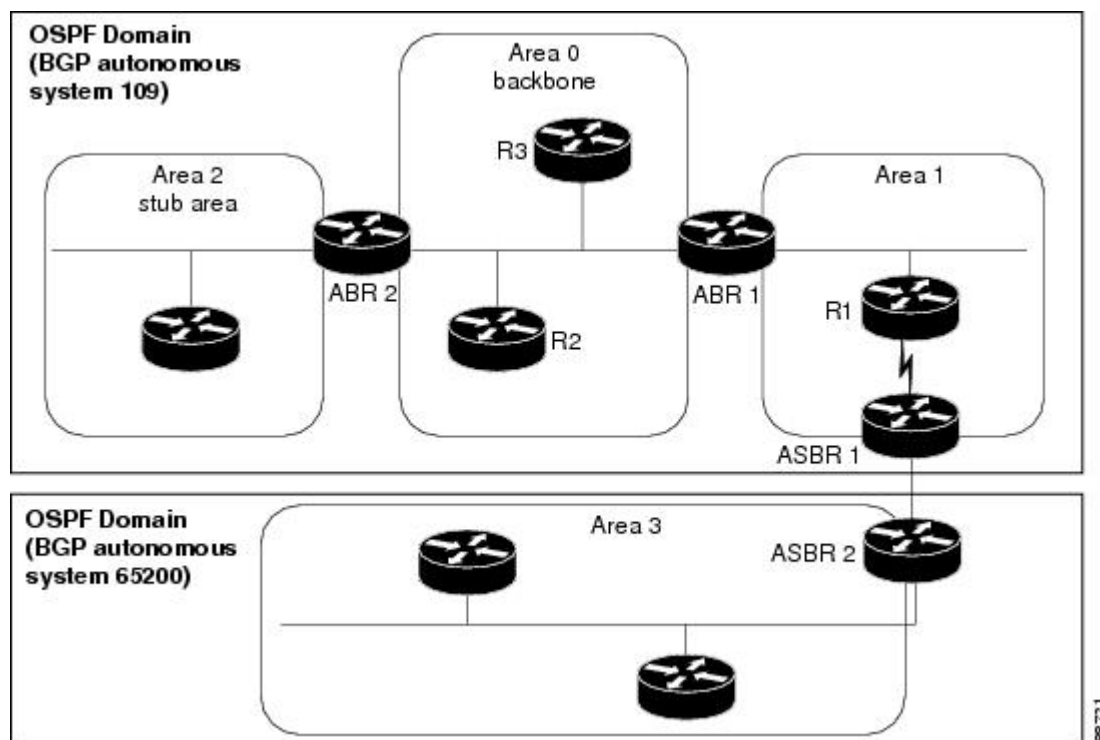 OSPF Domain
(BGP autonomous
system 109)
Area 0
backbone
R3
Area 2
stub area
Area 1
ABR 2
ABR 1
R2
R1
ASBR 1
OSPF Domain
(BGP autonomous
system 65200)
Area 3
ASBR 2